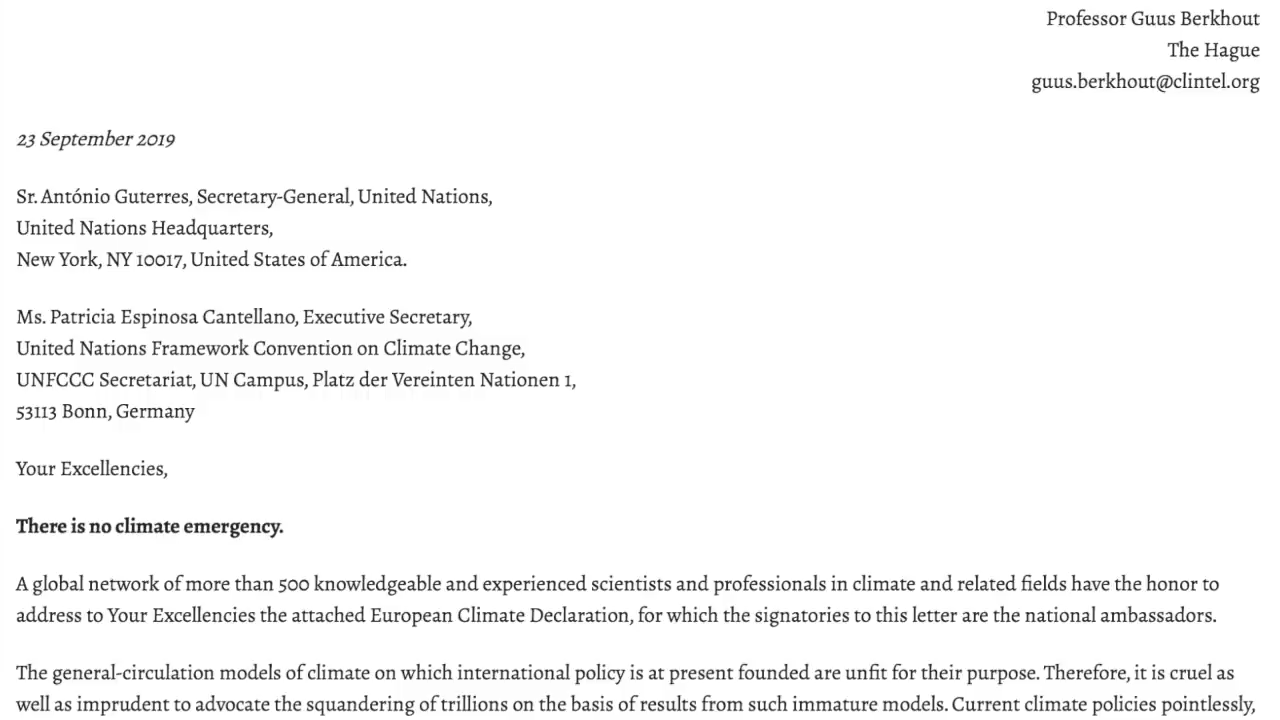 Professor Guus Berkhout
The Hague
guus.berkhout@clintel.org
23 September 2019
Sr. António Guterres, Secretary-General, United Nations,
United Nations Headquarters,
New York, NY 10017, United States of America.
Ms. Patricia Espinosa Cantellano, Executive Secretary,
United Nations Framework Convention on Climate Change,
UNFCCC Secretariat, UN Campus, Platz der Vereinten Nationen 1,
53113 Bonn, Germany
Your Excellencies,
There is no climate emergency.
A global network of more than 500 knowledgeable and experienced scientists and professionals in climate and related fields have the honor to
address to Your Excellencies the attached European Climate Declaration, for which the signatories to this letter are the national ambassadors.
The general-circulation models of climate on which international policy is at present founded are unfit for their purpose. Therefore, it is cruel as
well as imprudent to advocate the squandering of trillions on the basis of results from such immature models. Current climate policies pointlessly,